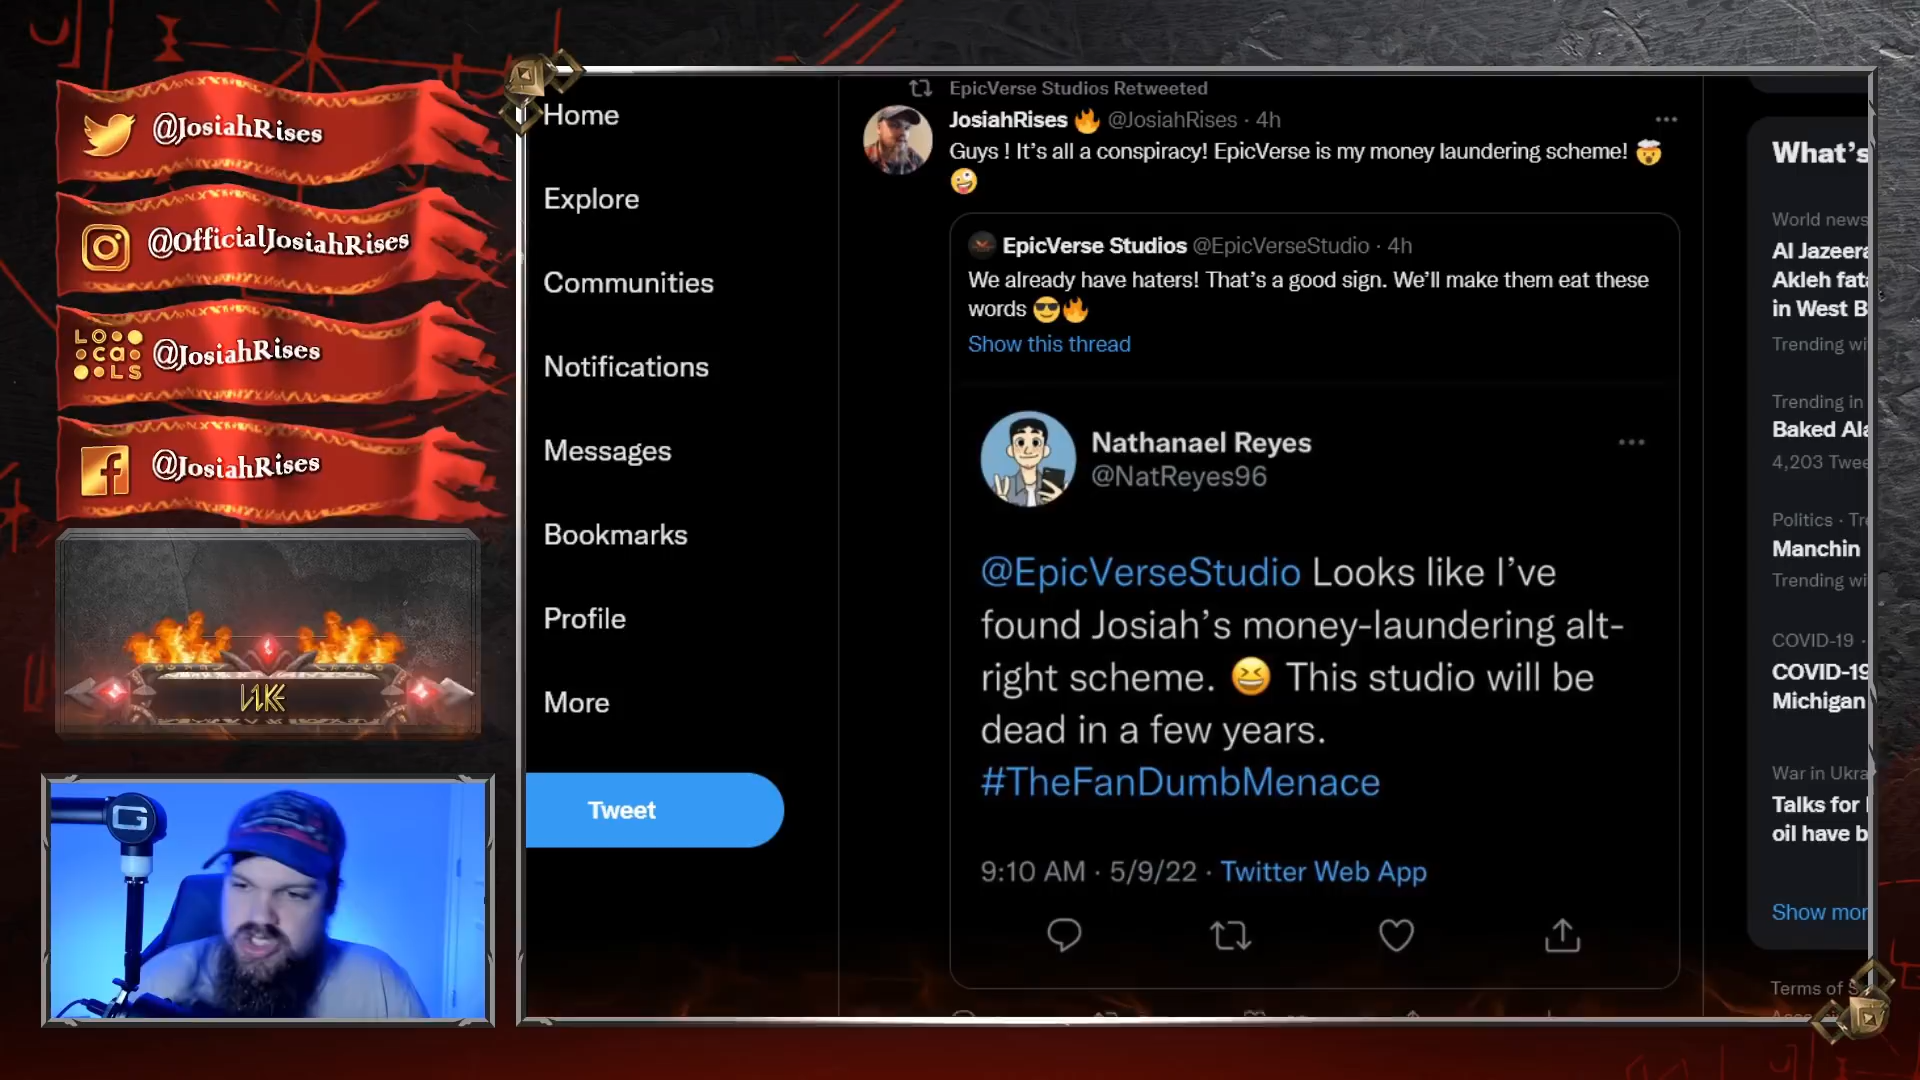 @JosiahRises
@OfficialJosiahRises
LOcaLS
@JosiahRises
@JosiahRises
LIKE
G
Home
Explore
Communities
Notifications
Messages
Bookmarks
Profile
More
Tweet
EpicVerse Studios Retweeted
JosiahRises 🔥 @JosiahRises · 4h
Guys ! It’s all a conspiracy! EpicVerse is my money laundering scheme! 🤯
🤪
EpicVerse Studios @EpicVerseStudio · 4h
We already have haters! That’s a good sign. We’ll make them eat these
words 😎🔥
Show this thread
Nathanael Reyes
@NatReyes96
@EpicVerseStudio Looks like I’ve
found Josiah’s money-laundering alt-
right scheme. 😆 This studio will be
dead in a few years.
#TheFanDumbMenace
9:10 AM · 5/9/22 · Twitter Web App
What’s
World news
Al Jazeera
Akleh fata
in West B
Trending wi
Trending in
Baked Ala
4,203 Twee
Politics · Tre
Manchin
Trending wi
COVID-19 ·
COVID-19
Michigan
War in Ukra
Talks for
oil have b
Show mor
Terms of S